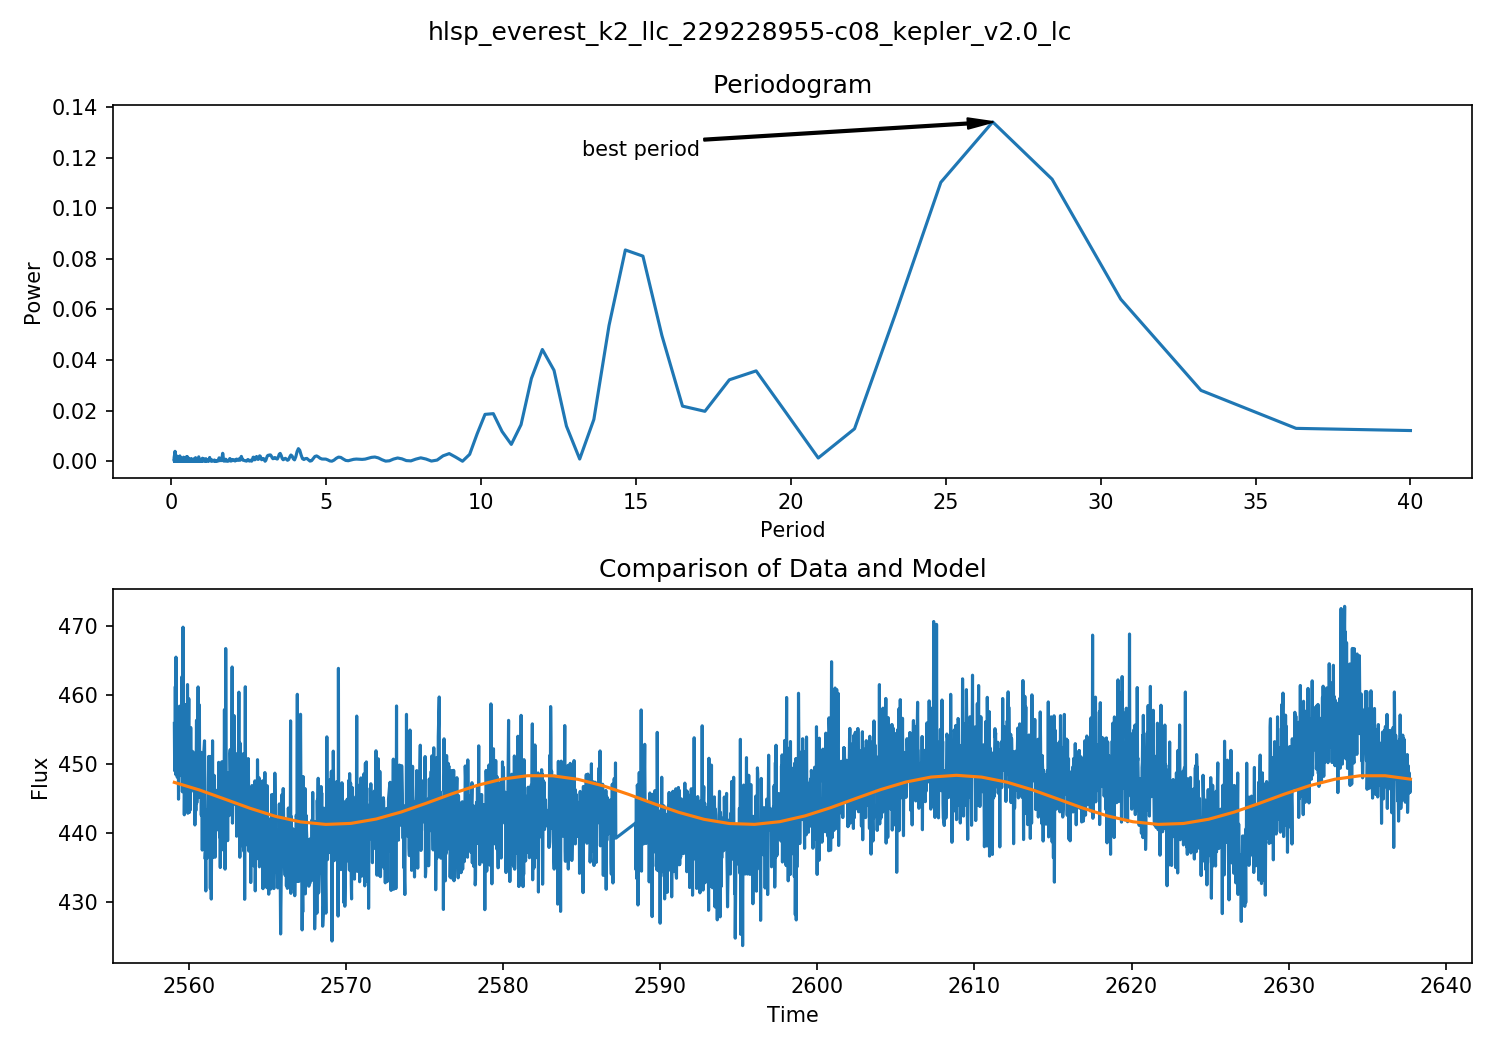 hlsp_everest_k2_llc_229228955-c08_kepler_v2.0_lc
Periodogram
0.14
0.12
0.10
0.08
0.06
0.04
0.02
0.00
Power
best period
0 5 10 15 20 25 30 35 40
Period
Comparison of Data and Model
470
460
450
440
430
Flux
2560 2570 2580 2590 2600 2610 2620 2630 2640
Time